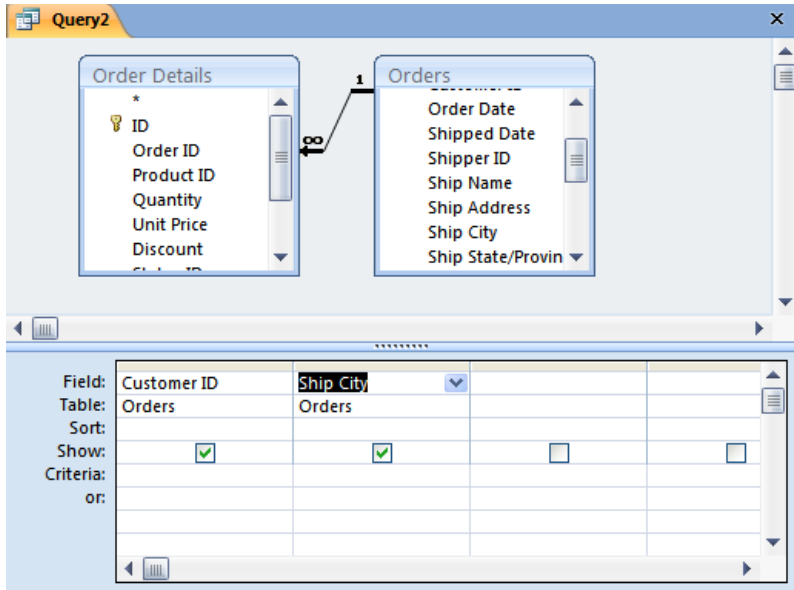 Query2
Order Details
*
ID
Order ID
Product ID
Quantity
Unit Price
Discount
1
∞
Orders
Order Date
Shipped Date
Shipper ID
Ship Name
Ship Address
Ship City
Ship State/Provin
Field: Customer ID Ship City
Table: Orders Orders
Sort:
Show:
Criteria:
or: